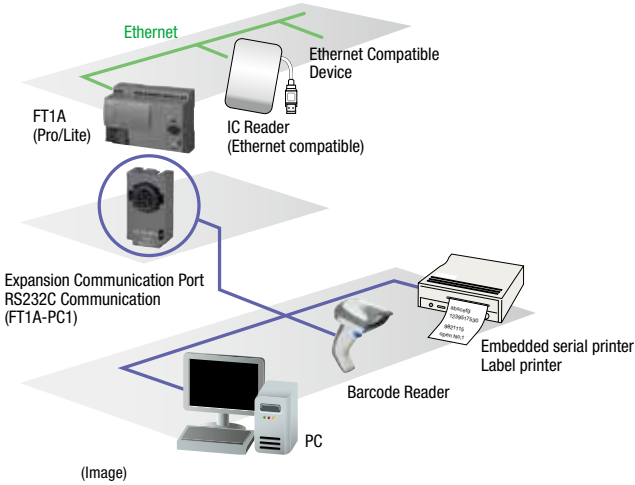 Ethernet
Ethernet Compatible
Device
FT1A
(Pro/Lite)
IC Reader
(Ethernet compatible)
Expansion Communication Port
RS232C Communication
(FT1A-PC1)
Embedded serial printer
Label printer
Barcode Reader
PC
(Image)